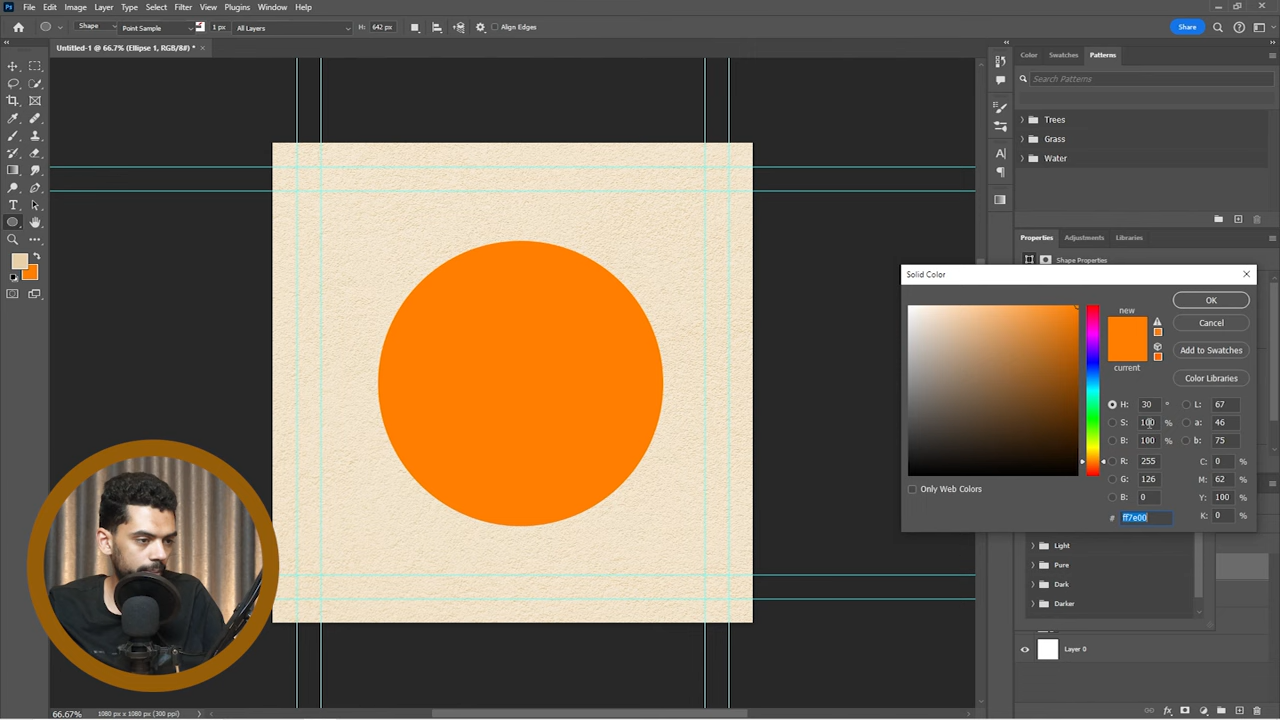 Ps File Edit Image Layer Type Select Filter View Plugins Window Help
Shape Point Sample 1 px All Layers H: 642 px Align Edges Share
Untitled-1 @ 66.7% (Ellipse 1, RGB/8#) * ×
Color Swatches Patterns
Search Patterns
Trees
Grass
Water
Properties Adjustments Libraries
Shape Properties
Solid Color
new
current
OK
Cancel
Add to Swatches
Color Libraries
H: 30 ° L: 67
S: 100 % a: 46
B: 100 % b: 75
R: 255 C: 0 %
G: 126 M: 62 %
B: 0 Y: 100 %
# ff7e00 K: 0 %
Only Web Colors
Light
Pure
Dark
Darker
Layer 0
66.67% 1080 px x 1080 px (300 ppi)